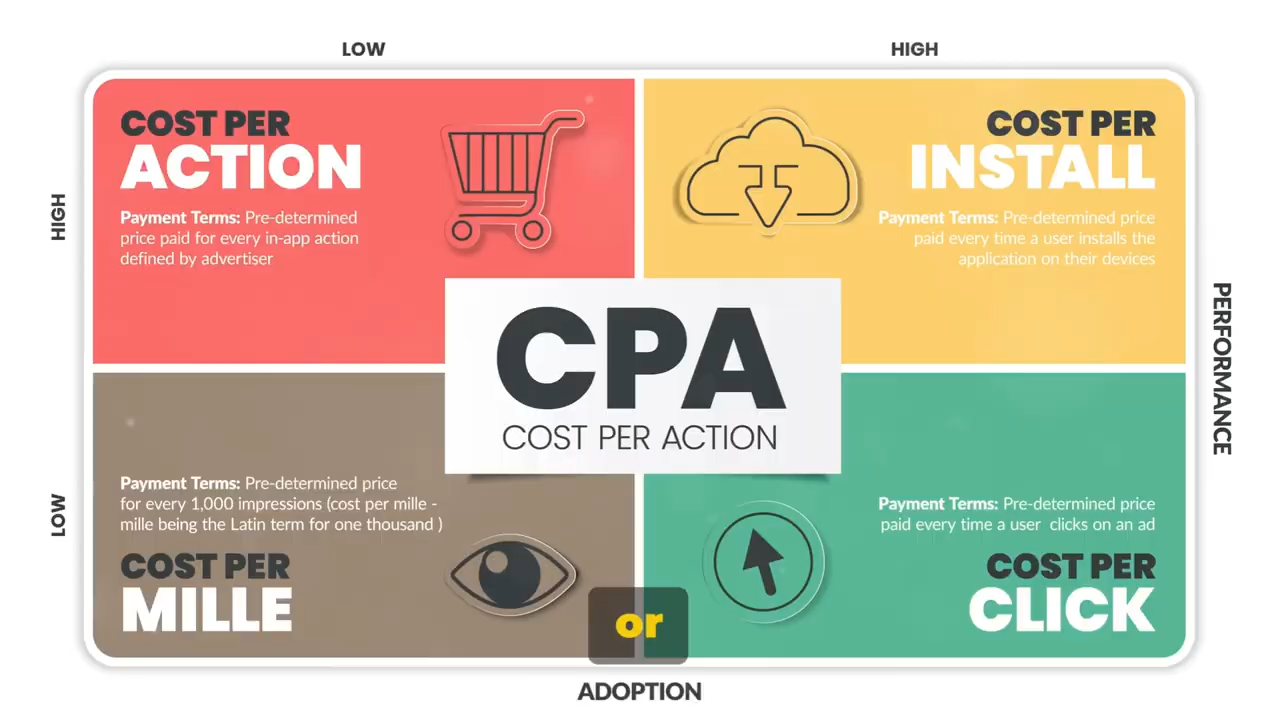 LOW
HIGH
COST PER
ACTION
Payment Terms: Pre-determined
price paid for every in-app action
defined by advertiser
COST PER
INSTALL
Payment Terms: Pre-determined price
paid every time a user installs the
application on their devices
HIGH
CPA
COST PER ACTION
PERFORMANCE
LOW
Payment Terms: Pre-determined price
for every 1,000 impressions (cost per mille -
mille being the Latin term for one thousand )
COST PER
MILLE
Payment Terms: Pre-determined price
paid every time a user  clicks on an ad
COST PER
CLICK
or
ADOPTION